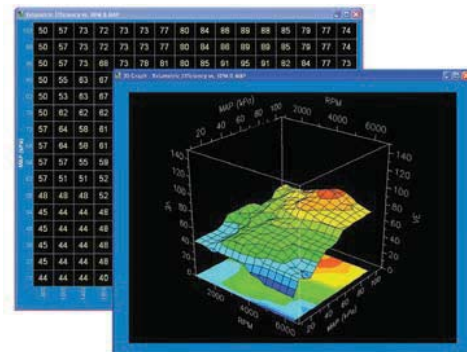 Volumetric Efficiency vs. RPM & MAP
50 57 73 72 73 73 77 80 84 88 89 88 85 79 77 74
50 57 73 72 73 73 77 80 84 88 89 88 85 79 77 74
50 57 73 68 73 78 81 80 85 91 95 91 82 84 77 73
50 55 63 67
50 53 63 67
50 62 62 62
57 64 58 61
57 64 58 61
57 57 55 59
57 51 51 52
48 48 48 52
45 44 44 48
45 44 44 48
45 44 44 48
45 44 44 48
44 44 44 40
MAP (kPa)
3D Graph - Volumetric Efficiency vs. RPM & MAP
MAP (kPa)
20 40 60 80 100
RPM
2000 4000 6000
140
120
100
80
60
40
20
0
VE
140
120
100
80
60
40
20
0
VE
2000 4000 6000
RPM
20 40 60 80 100
MAP (kPa)